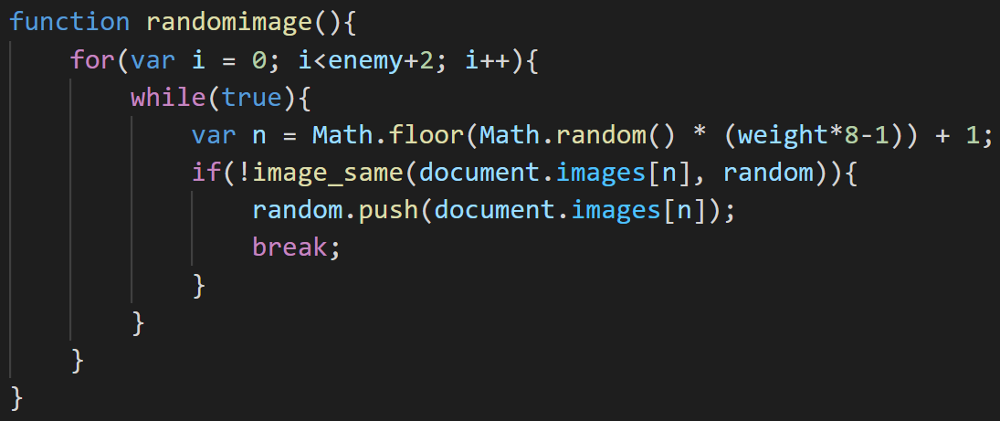 function randomimage(){
    for(var i = 0; i<enemy+2; i++){
        while(true){
            var n = Math.floor(Math.random() * (weight*8-1)) + 1;
            if(!image_same(document.images[n], random)){
                random.push(document.images[n]);
                break;
            }
        }
    }
}